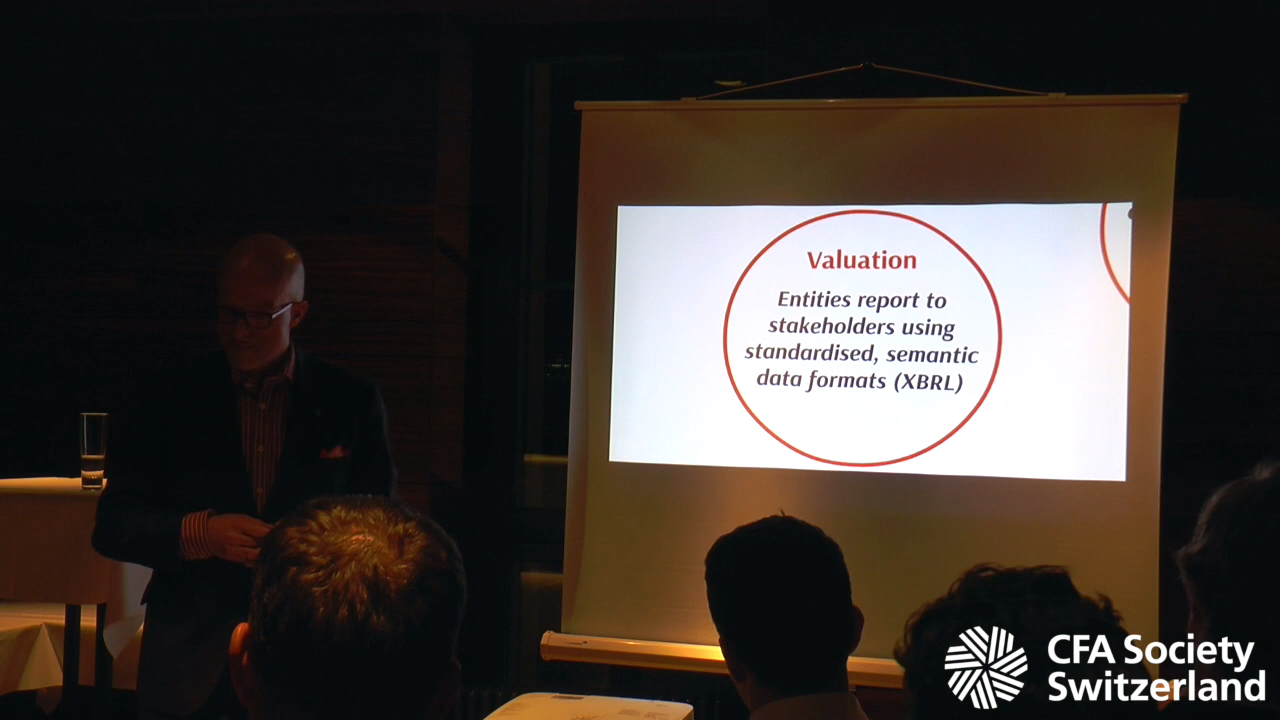 Valuation
Entities report to
stakeholders using
standardised, semantic
data formats (XBRL)
CFA Society
Switzerland